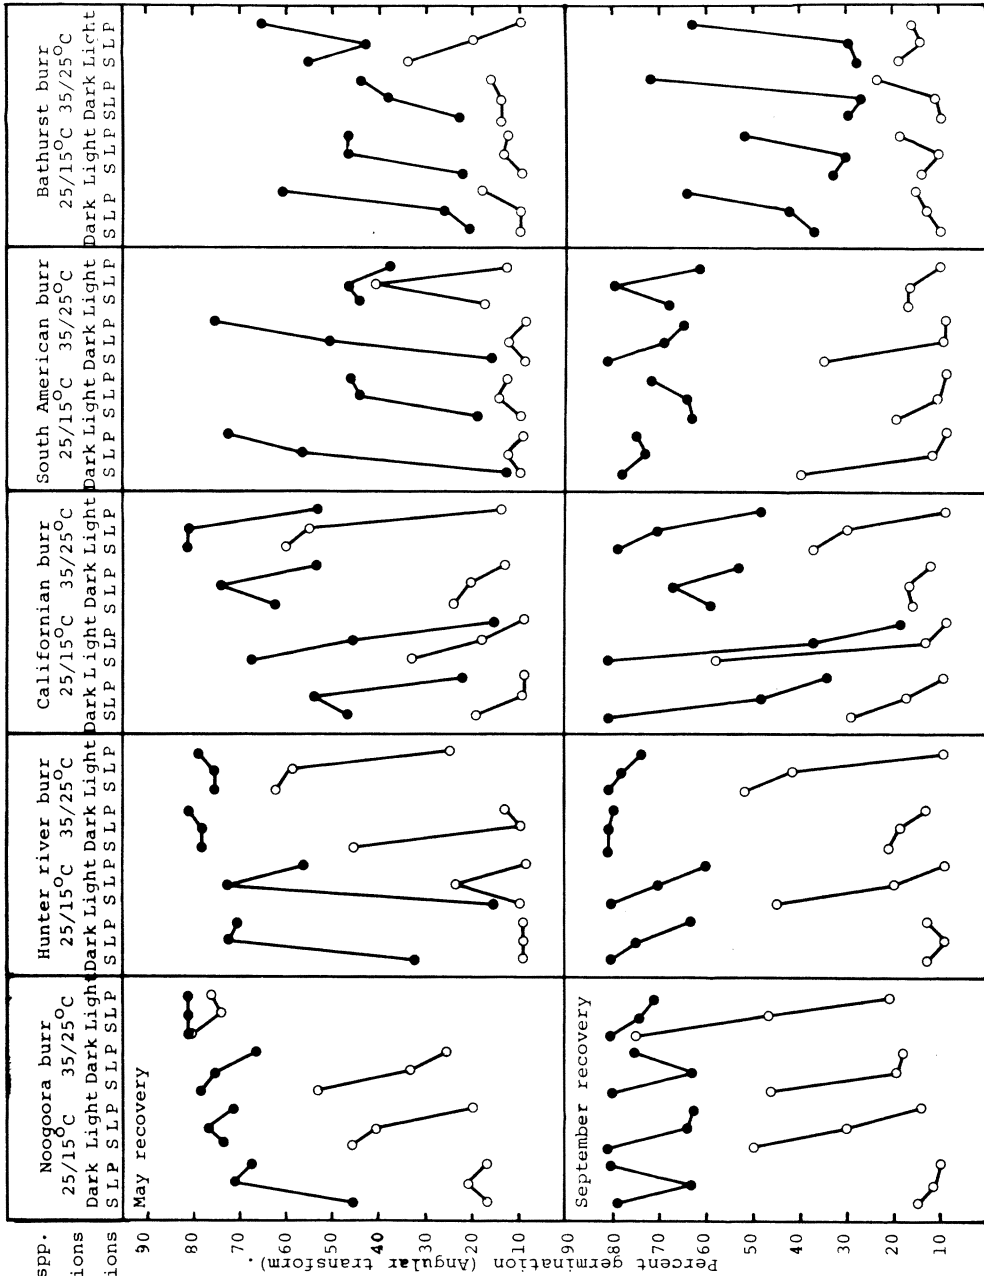 spp. Noogoora burr Hunter river burr Californian burr South American burr Bathurst burr
ions 25/15°C 35/25°C 25/15°C 35/25°C 25/15°C 35/25°C 25/15°C 35/25°C 25/15°C 35/25°C
Dark Light Dark Light Dark Light Dark Light Dark Light Dark Light Dark Light Dark Light Dark Light Dark Light
ions S L P S L P S L P S L P S L P S L P S L P S L P S L P S L P S L P S L P S L P S L P S L P S L P S L P S L P S L P S L P
May recovery
90
80
70
60
50
40
30
20
10
Percent germination (Angular transform).
September recovery
90
80
70
60
50
40
30
20
10